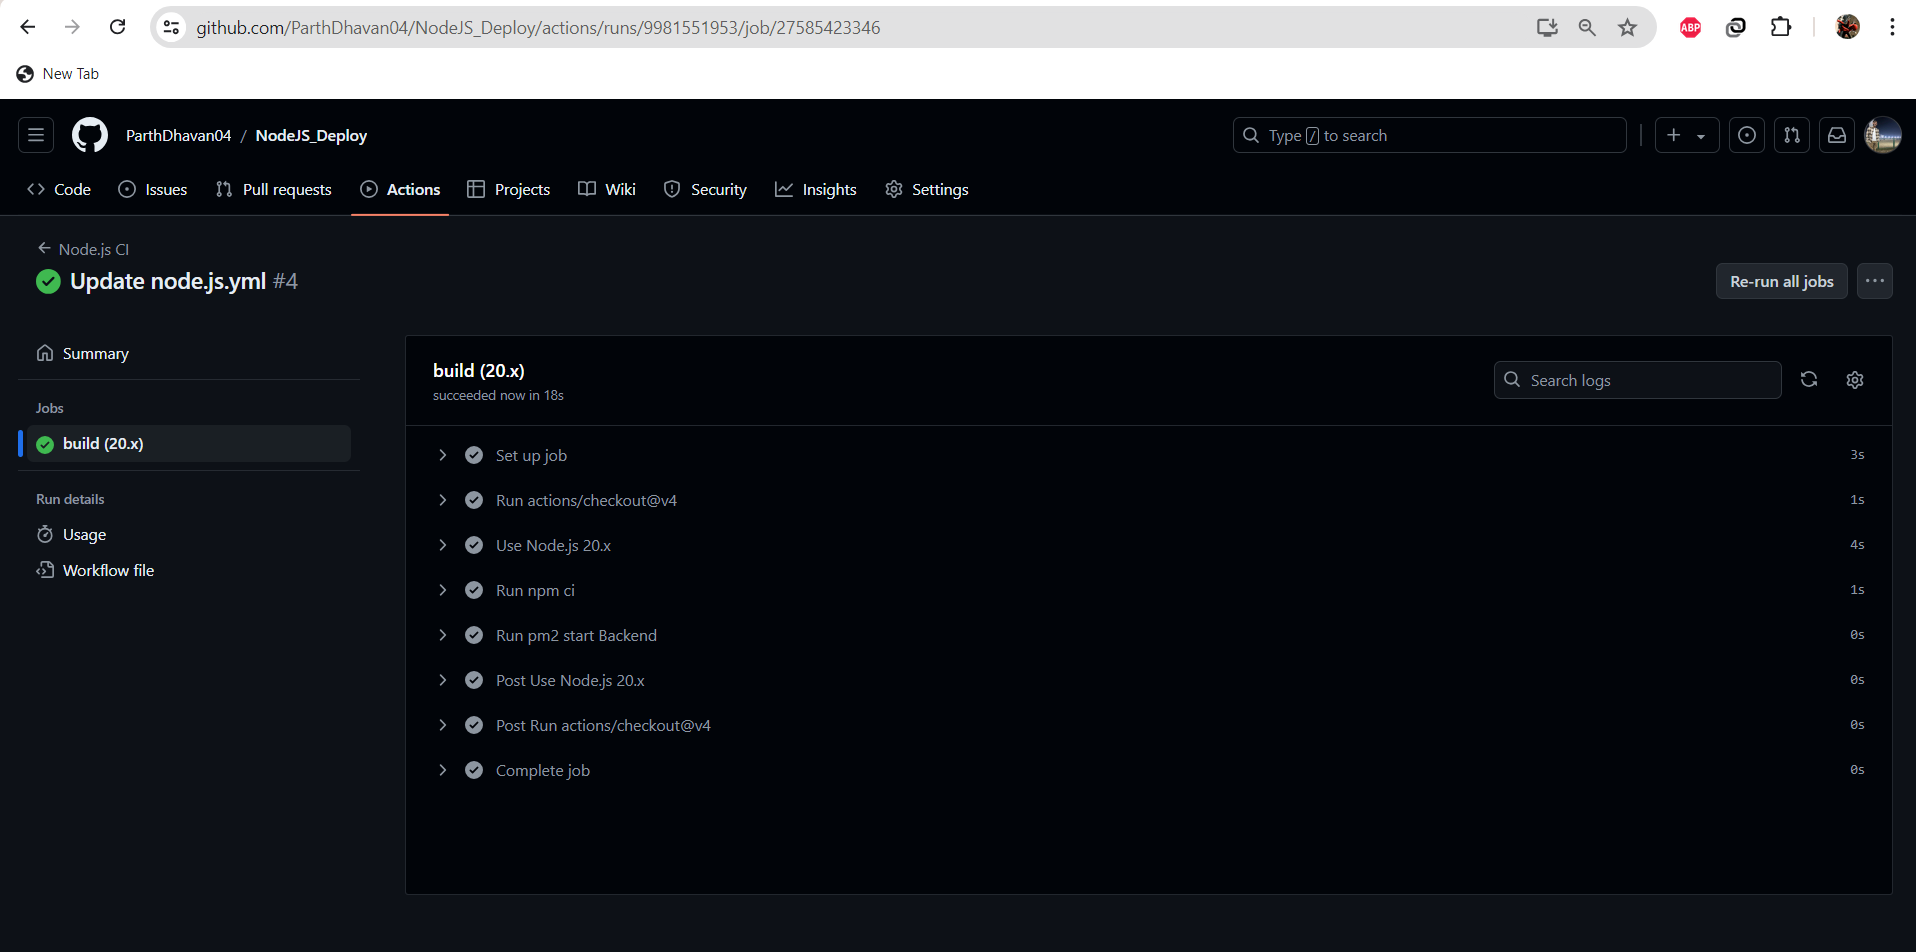 github.com/ParthDhavan04/NodeJS_Deploy/actions/runs/9981551953/job/27585423346
ABP
New Tab
ParthDhavan04 / NodeJS_Deploy
Type / to search
Code Issues Pull requests Actions Projects Wiki Security Insights Settings
Node.js CI
Update node.js.yml #4
Re-run all jobs
Summary
Jobs
build (20.x)
Run details
Usage
Workflow file
build (20.x)
succeeded now in 18s
Search logs
Set up job 3s
Run actions/checkout@v4 1s
Use Node.js 20.x 4s
Run npm ci 1s
Run pm2 start Backend 0s
Post Use Node.js 20.x 0s
Post Run actions/checkout@v4 0s
Complete job 0s